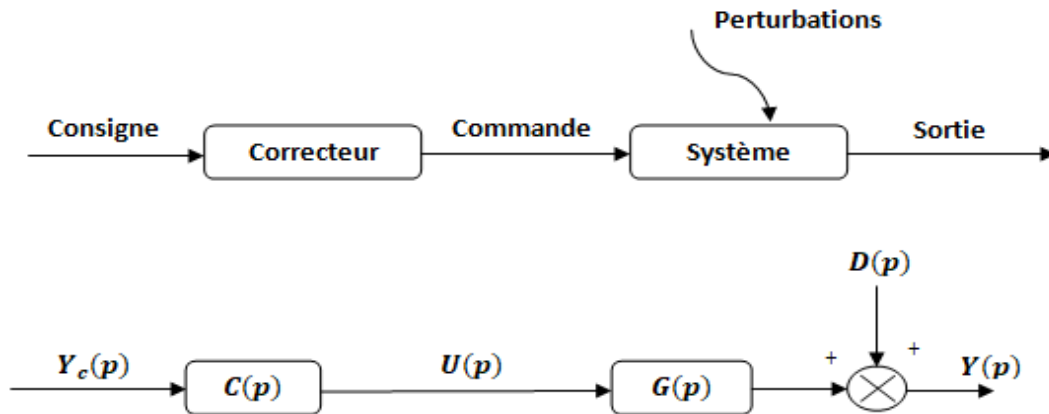 Perturbations
Consigne
Correcteur
Commande
Système
Sortie
D(p)
Y_c(p)
C(p)
U(p)
G(p)
+
+
Y(p)